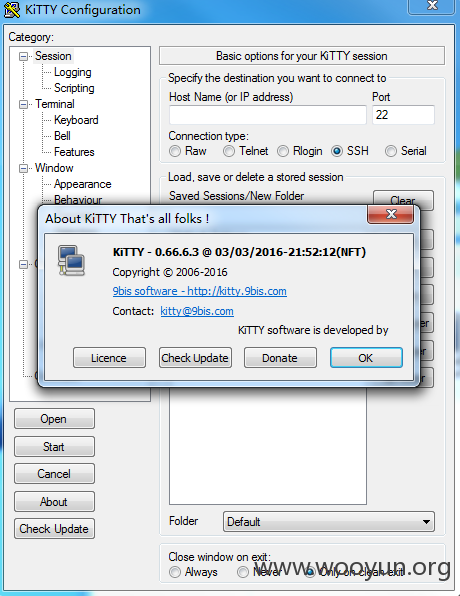 KiTTY Configuration
Category:
Session
Logging
Scripting
Terminal
Keyboard
Bell
Features
Window
Appearance
Behaviour
Basic options for your KiTTY session
Specify the destination you want to connect to
Host Name (or IP address)
Port
22
Connection type:
Raw
Telnet
Rlogin
SSH
Serial
Load, save or delete a stored session
Saved Sessions/New Folder
Clear
About KiTTY That's all folks !
KiTTY - 0.66.6.3 @ 03/03/2016-21:52:12(NFT)
Copyright © 2006-2016
9bis software - http://kitty.9bis.com
Contact: kitty@9bis.com
KiTTY software is developed by
Licence
Check Update
Donate
OK
Open
Start
Cancel
About
Check Update
Folder
Default
Close window on exit:
Always
Never
Only on clean exit
www.wooyun.org